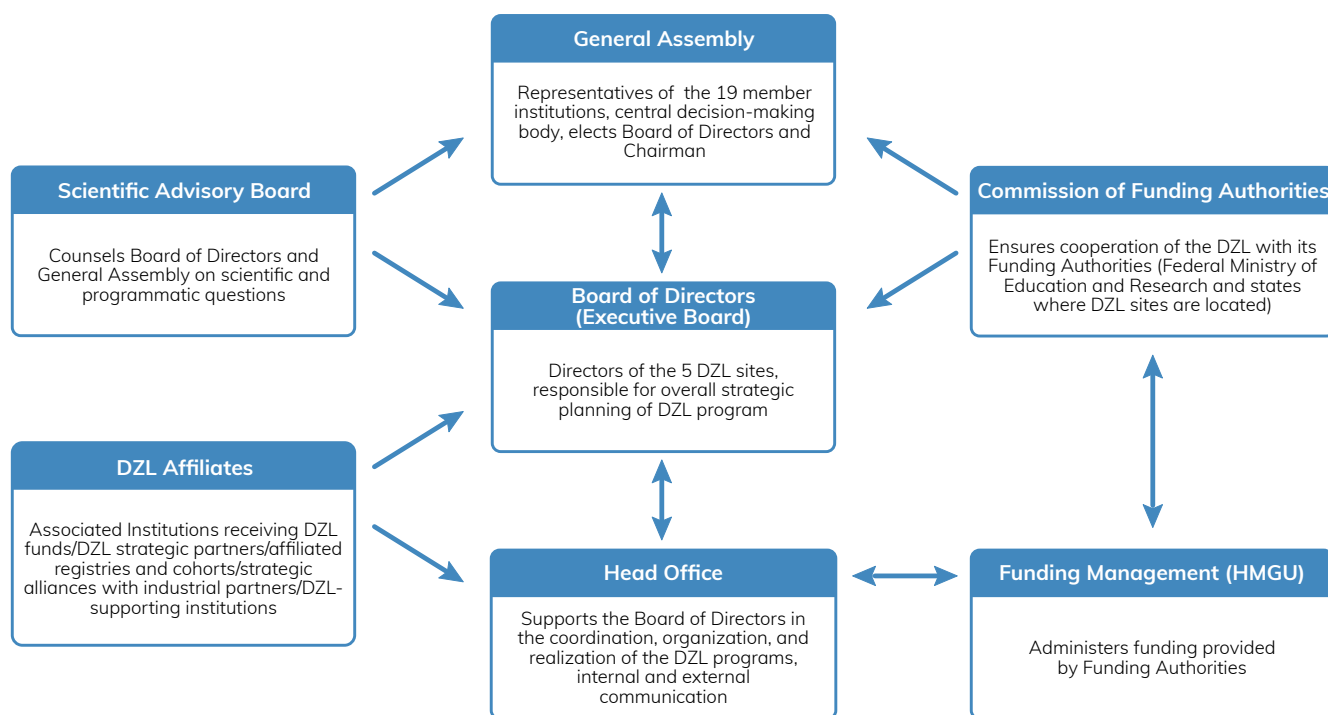 General Assembly
Representatives of the 19 member
institutions, central decision-making
body, elects Board of Directors and
Chairman
Scientific Advisory Board
Counsels Board of Directors and
General Assembly on scientific and
programmatic questions
Commission of Funding Authorities
Ensures cooperation of the DZL with its
Funding Authorities (Federal Ministry of
Education and Research and states
where DZL sites are located)
Board of Directors
(Executive Board)
Directors of the 5 DZL sites,
responsible for overall strategic
planning of DZL program
DZL Affiliates
Associated Institutions receiving DZL
funds/DZL strategic partners/affiliated
registries and cohorts/strategic
alliances with industrial partners/DZL-
supporting institutions
Head Office
Supports the Board of Directors in
the coordination, organization, and
realization of the DZL programs,
internal and external
communication
Funding Management (HMGU)
Administers funding provided
by Funding Authorities